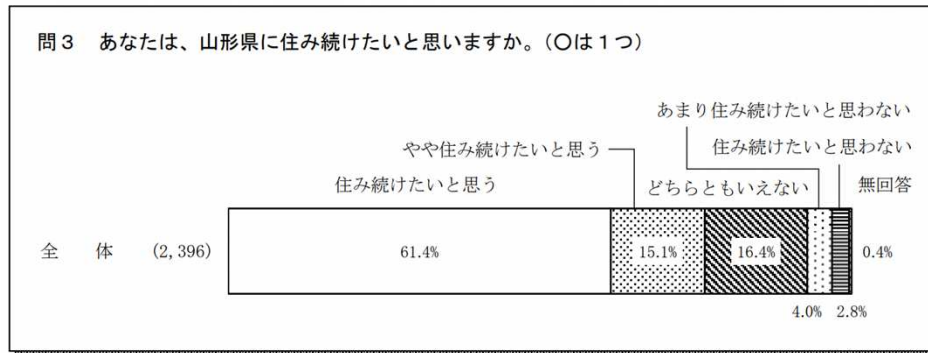 問3　あなたは、山形県に住み続けたいと思いますか。（○は1つ）
あまり住み続けたいと思わない
やや住み続けたいと思う
住み続けたいと思わない
住み続けたいと思う
どちらともいえない
無回答
全　体　(2,396)
61.4%
15.1%
16.4%
0.4%
4.0%
2.8%